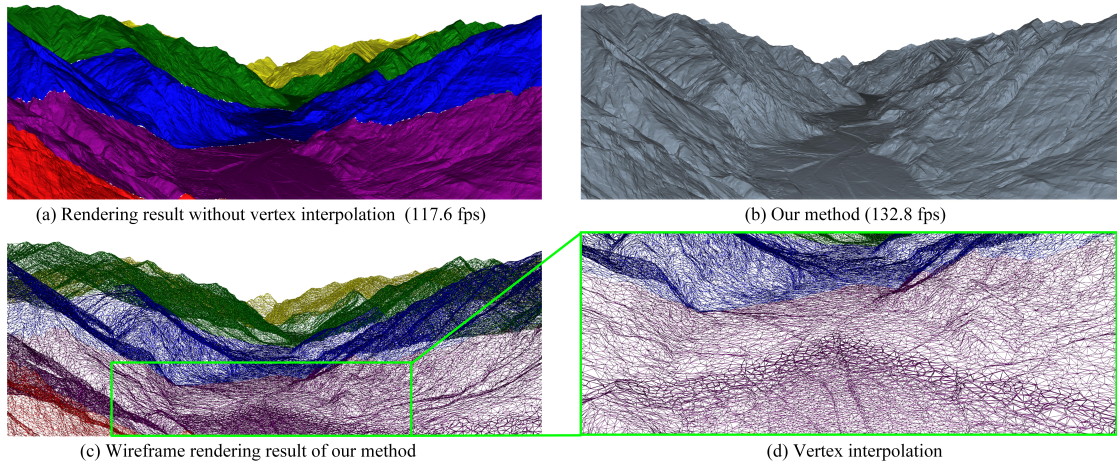 (a) Rendering result without vertex interpolation (117.6 fps)
(b) Our method (132.8 fps)
(c) Wireframe rendering result of our method
(d) Vertex interpolation